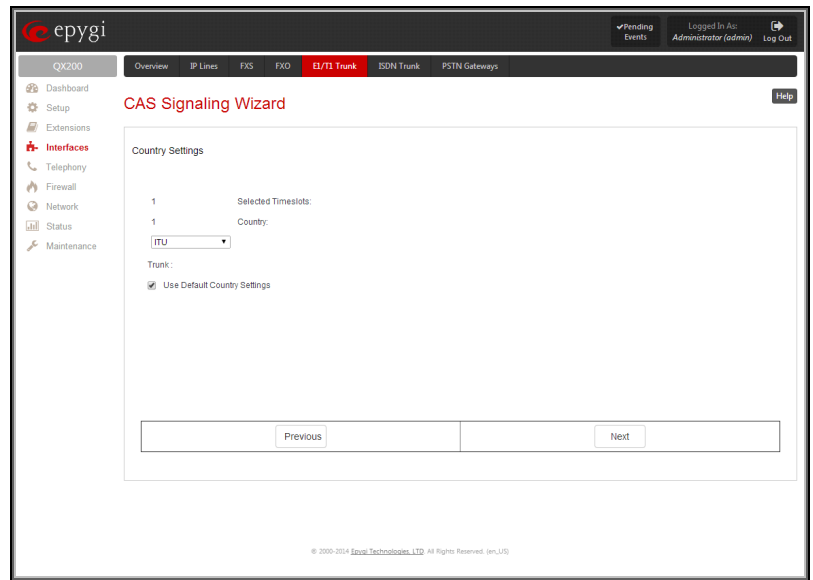 epygi
✔Pending Events
Logged In As: Administrator (admin)
Log Out
QX200
Overview IP Lines FXS FXO E1/T1 Trunk ISDN Trunk PSTN Gateways
Dashboard
Setup
Extensions
Interfaces
Telephony
Firewall
Network
Status
Maintenance
CAS Signaling Wizard
Help
Country Settings
1 Selected Timeslots:
1 Country:
ITU
Trunk :
Use Default Country Settings
Previous Next
© 2000-2014 Epygi Technologies, LTD. All Rights Reserved. (en_US)